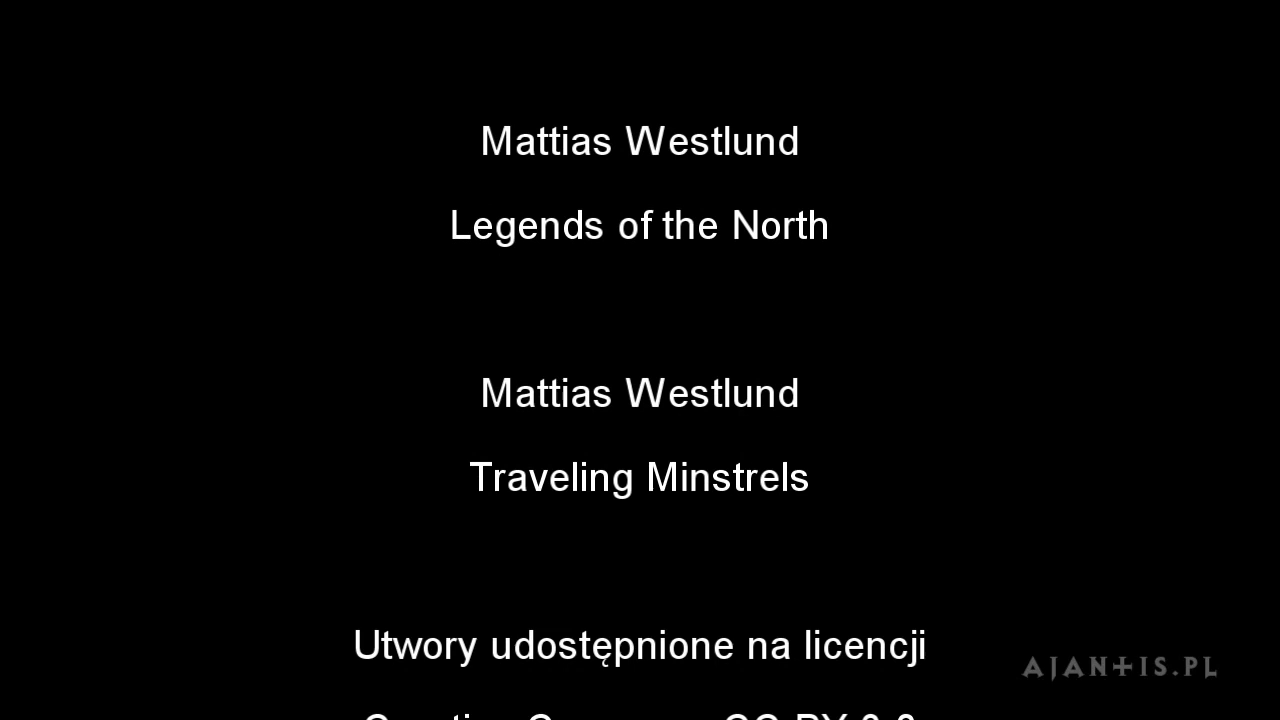 Mattias Westlund
Legends of the North
Mattias Westlund
Traveling Minstrels
Utwory udostępnione na licencji
AJANTIS.PL